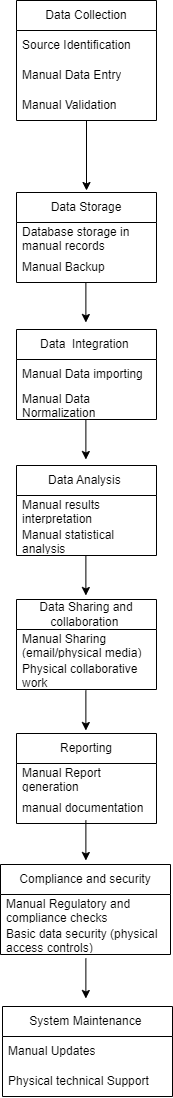 Data Collection
Source Identification
Manual Data Entry
Manual Validation
Data Storage
Database storage in
manual records
Manual Backup
Data  Integration
Manual Data importing
Manual Data
Normalization
Data Analysis
Manual results
interpretation
Manual statistical
analysis
Data Sharing and
collaboration
Manual Sharing
(email/physical media)
Physical collaborative
work
Reporting
Manual Report
generation
manual documentation
Compliance and security
Manual Regulatory and
compliance checks
Basic data security (physical
access controls)
System Maintenance
Manual Updates
Physical technical Support